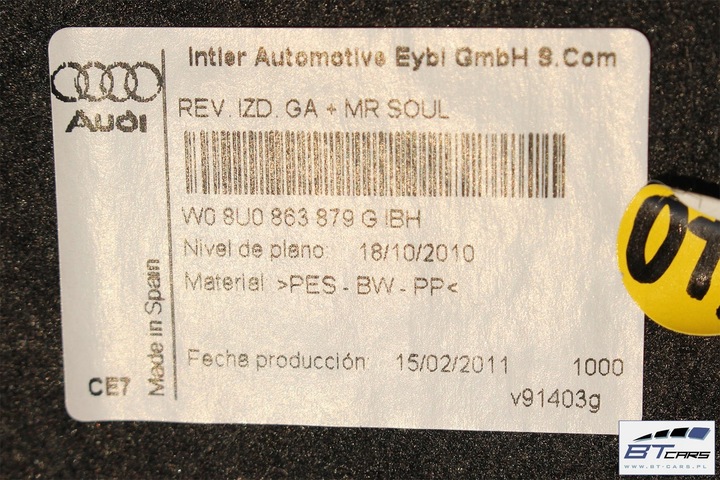 Intier Automotive Eybl GmbH S.Com
Audi
REV. IZD. GA + MR SOUL
W0 8U0 863 879 G IBH
Nivel de plano: 18/10/2010
Material: >PES - BW - PP<
Made in Spain
Fecha producción: 15/02/2011 1000
CE7
v91403g
BT CARS
WWW.BT-CARS.PL